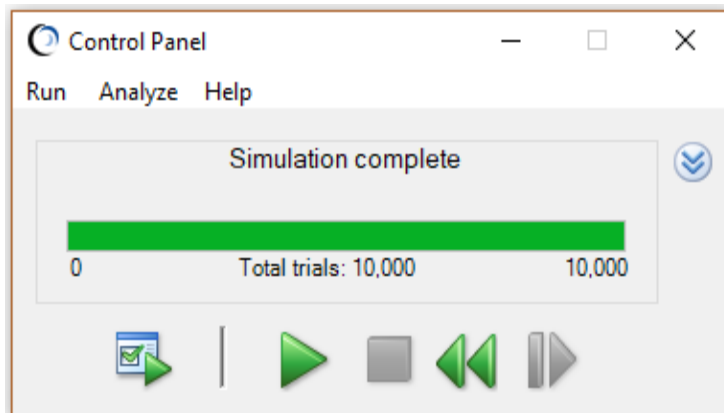 Control Panel
Run Analyze Help
Simulation complete
0 Total trials: 10,000 10,000